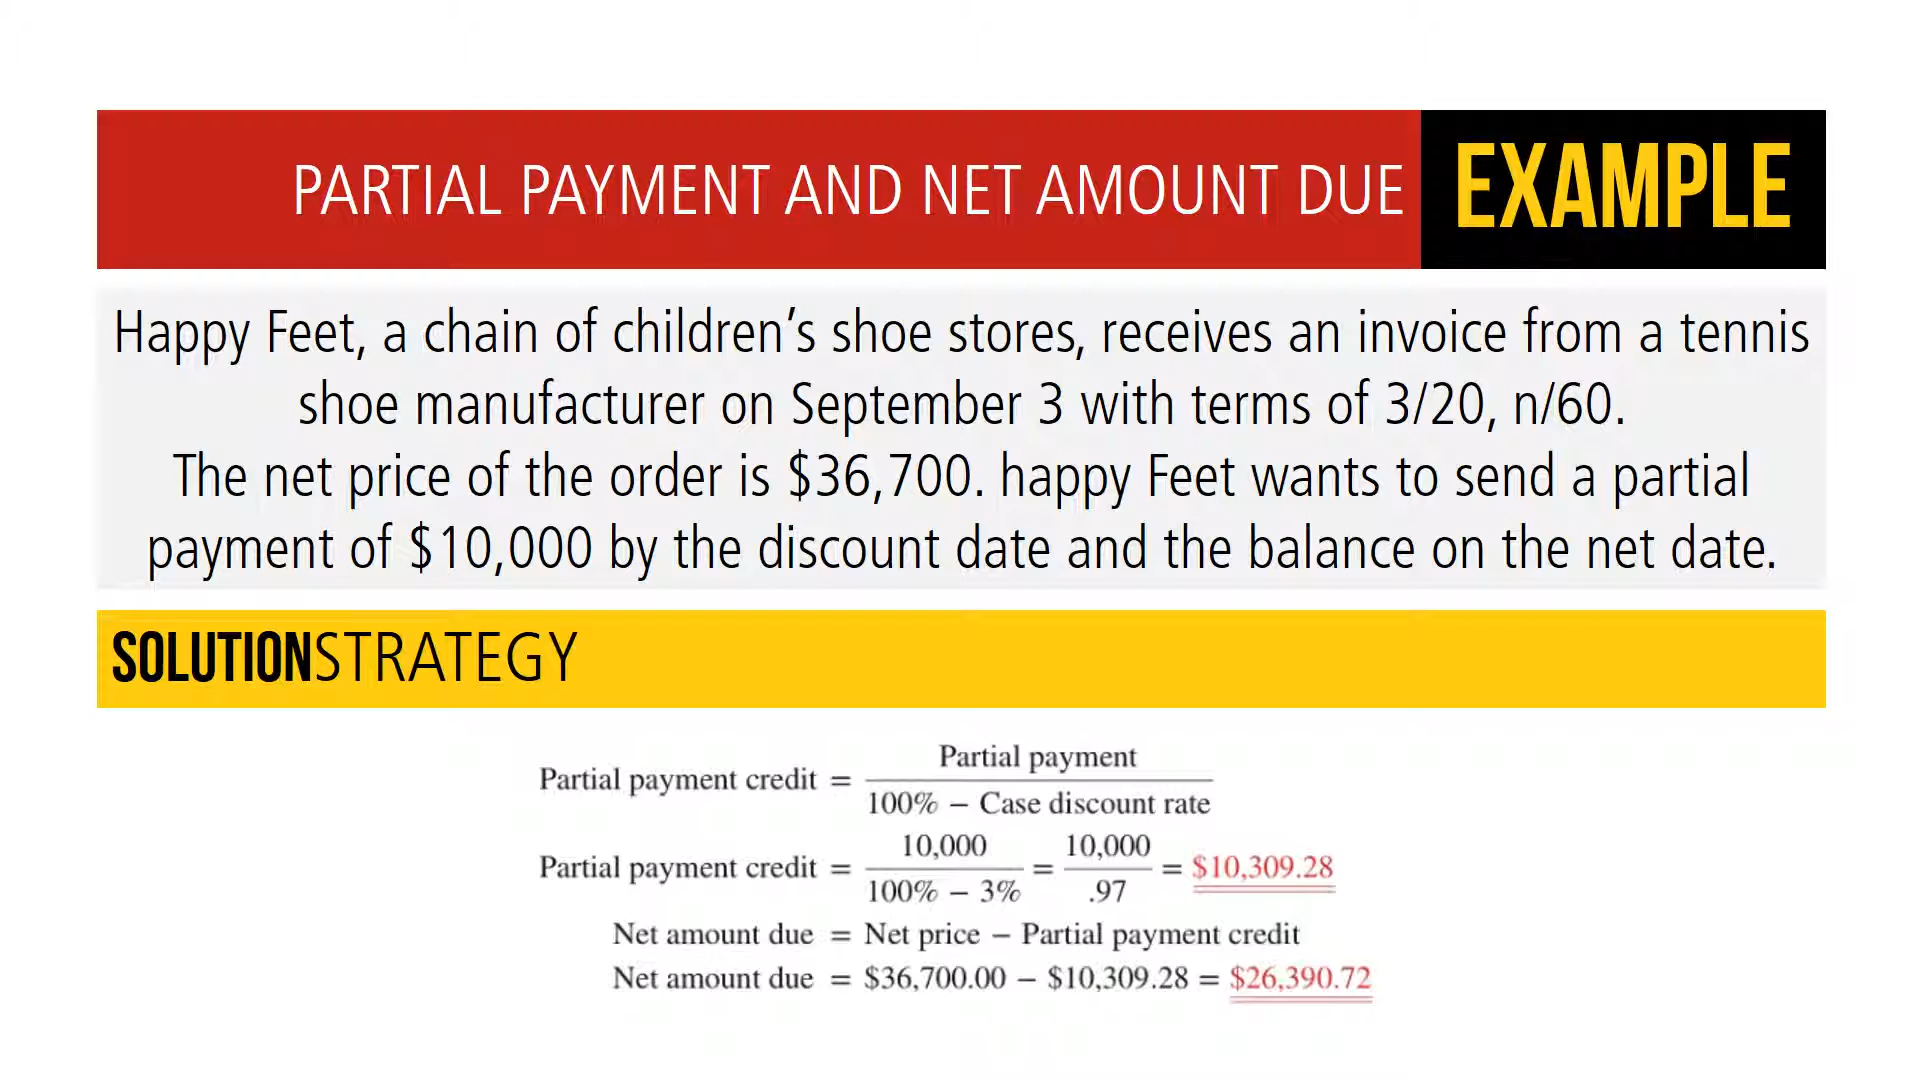 PARTIAL PAYMENT AND NET AMOUNT DUE EXAMPLE
Happy Feet, a chain of children’s shoe stores, receives an invoice from a tennis
shoe manufacturer on September 3 with terms of 3/20, n/60.
The net price of the order is $36,700. happy Feet wants to send a partial
payment of $10,000 by the discount date and the balance on the net date.
SOLUTIONSTRATEGY
Partial payment credit = Partial payment / 100% − Case discount rate
Partial payment credit = 10,000 / 100% − 3% = 10,000 / .97 = $10,309.28
Net amount due = Net price − Partial payment credit
Net amount due = $36,700.00 − $10,309.28 = $26,390.72